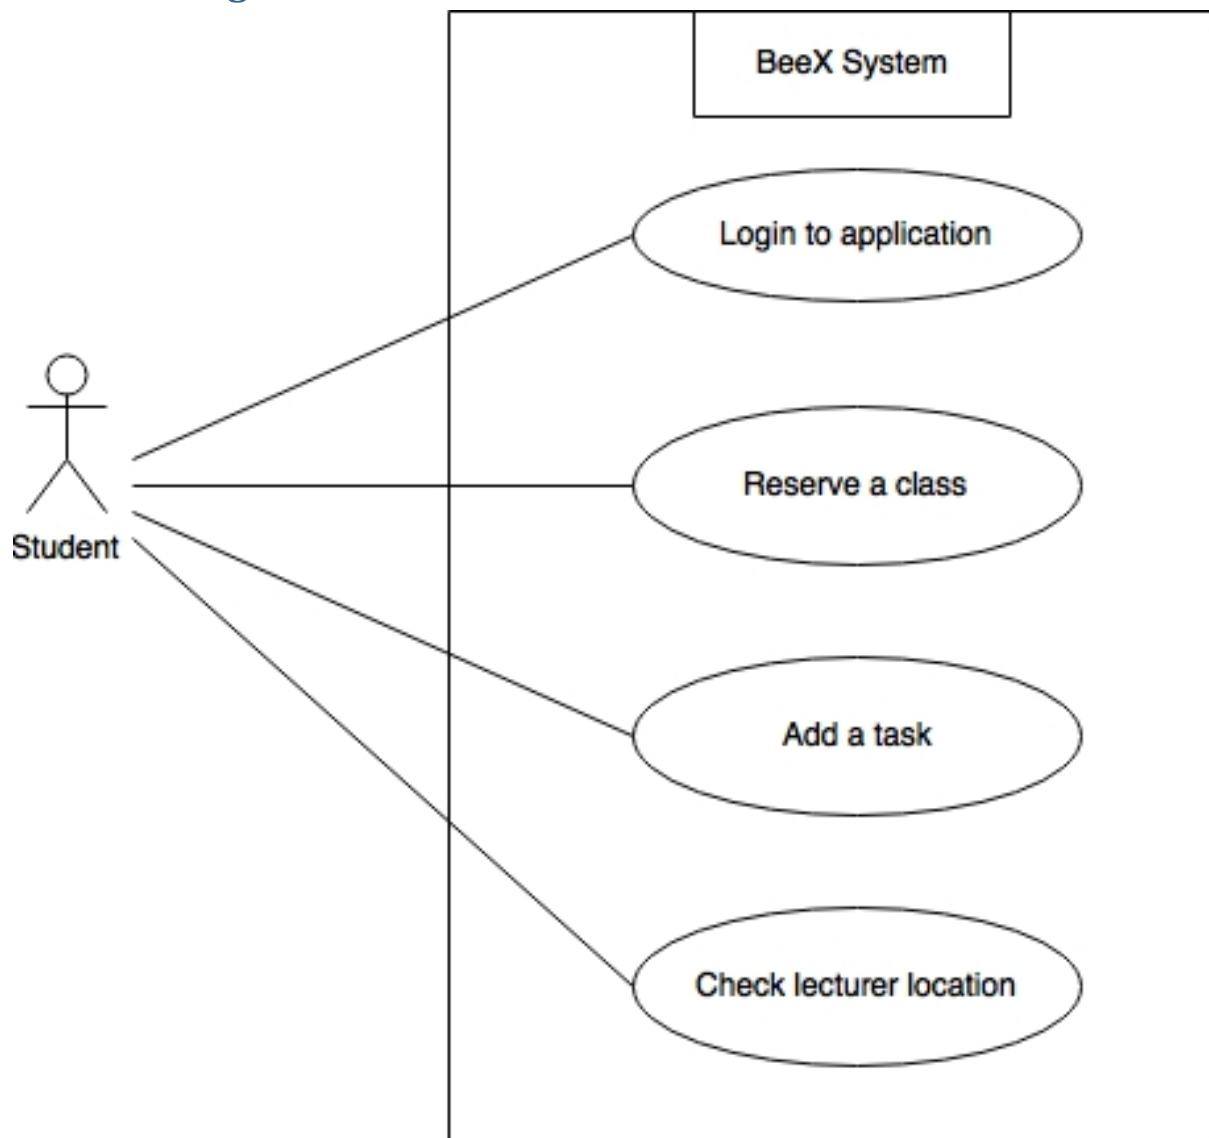 BeeX System
Login to application
Reserve a class
Student
Add a task
Check lecturer location